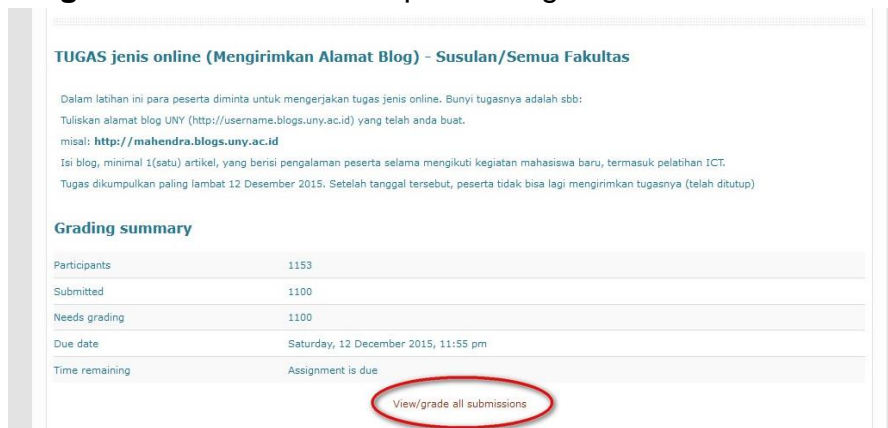 TUGAS jenis online (Mengirimkan Alamat Blog) - Susulan/Semua Fakultas
Dalam latihan ini para peserta diminta untuk mengerjakan tugas jenis online. Bunyi tugasnya adalah sbb:
Tuliskan alamat blog UNY (http://username.blogs.uny.ac.id) yang telah anda buat.
misal: http://mahendra.blogs.uny.ac.id
Isi blog, minimal 1(satu) artikel, yang berisi pengalaman peserta selama mengikuti kegiatan mahasiswa baru, termasuk pelatihan ICT.
Tugas dikumpulkan paling lambat 12 Desember 2015. Setelah tanggal tersebut, peserta tidak bisa lagi mengirimkan tugasnya (telah ditutup)
Grading summary
Participants 1153
Submitted 1100
Needs grading 1100
Due date Saturday, 12 December 2015, 11:55 pm
Time remaining Assignment is due
View/grade all submissions